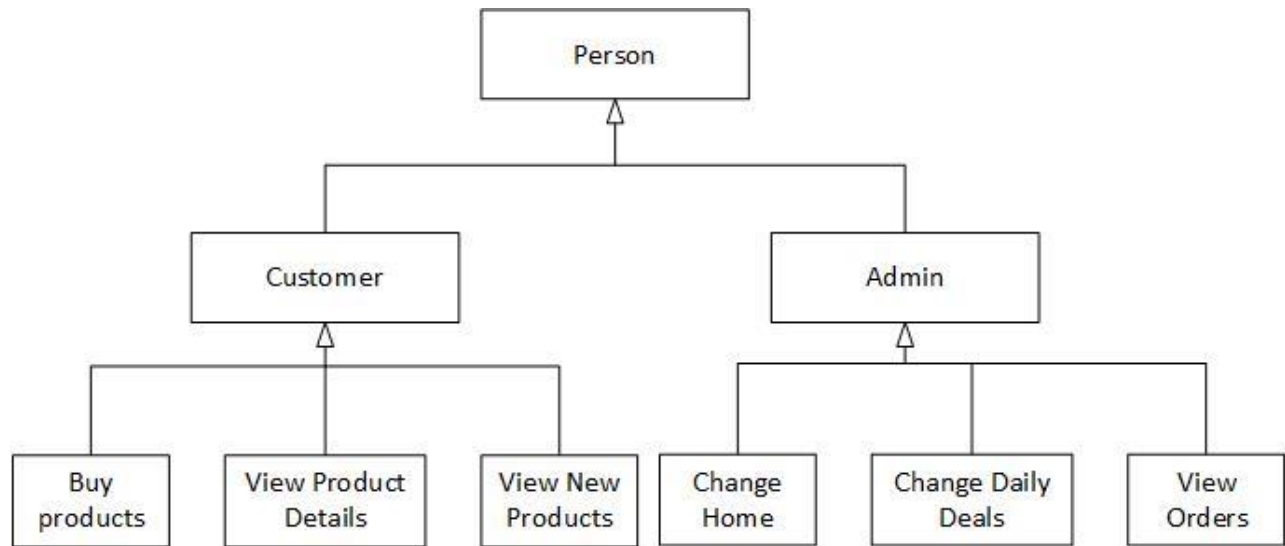 Person
Customer
Admin
Buy
products
View Product
Details
View New
Products
Change
Home
Change Daily
Deals
View
Orders